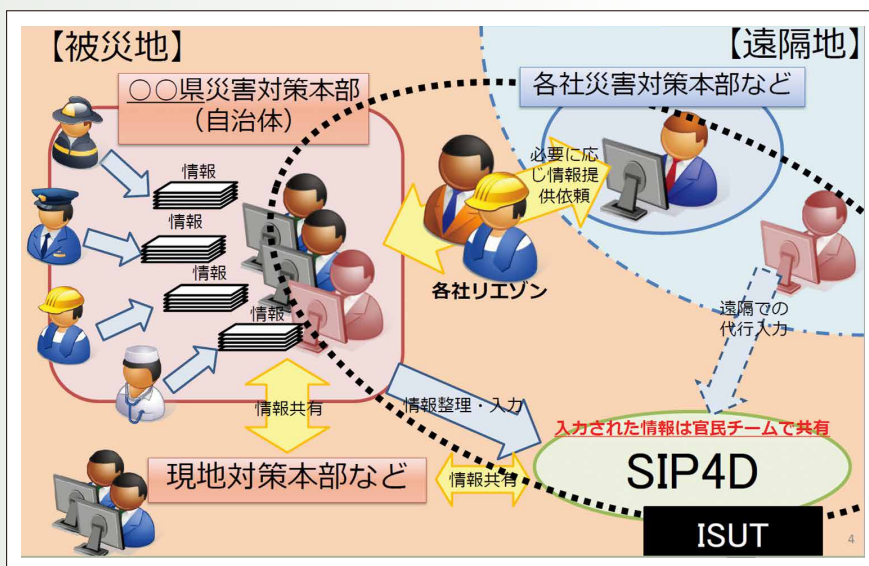 【被災地】
【遠隔地】
○○県災害対策本部
（自治体）
各社災害対策本部など
情報
情報
情報
情報
必要に応
じ情報提
供依頼
各社リエゾン
遠隔での
代行入力
情報共有
情報整理・入力
入力された情報は官民チームで共有
SIP4D
現地対策本部など
情報共有
ISUT
4